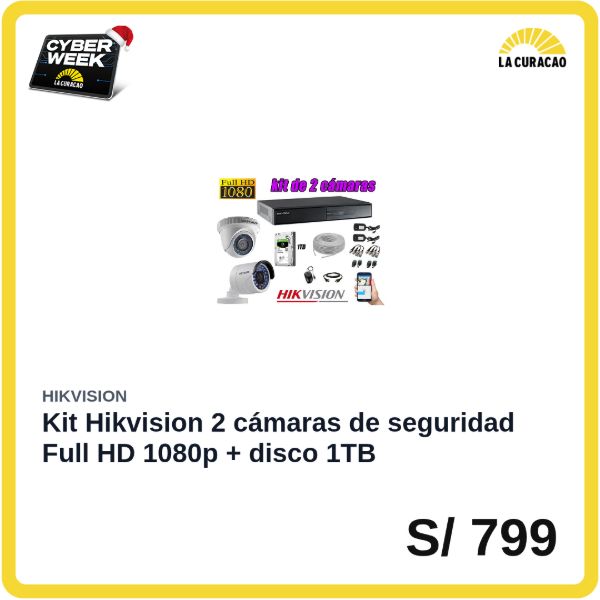 CYBER
WEEK
LA CURACAO
LA CURACAO
Full HD
1080
kit de 2 cámaras
HIKVISION
1TB
HIKVISION
HIKVISION
Kit Hikvision 2 cámaras de seguridad
Full HD 1080p + disco 1TB
S/ 799